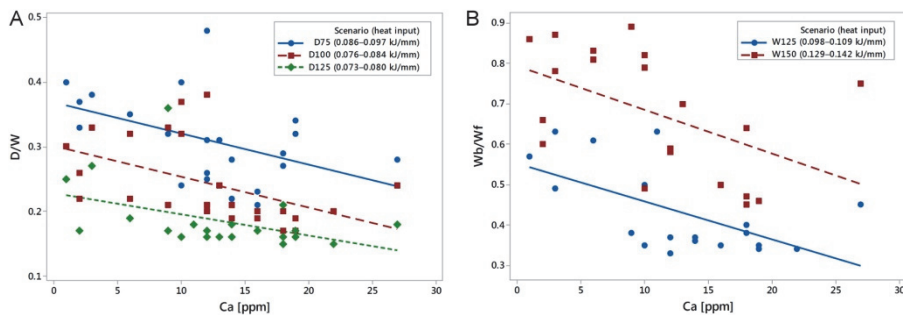 A
Scenario (heat input)
D75 (0.086–0.097 kJ/mm)
D100 (0.076–0.084 kJ/mm)
D125 (0.073–0.080 kJ/mm)
D/W
0.5
0.4
0.3
0.2
0.1
0 5 10 15 20 25 30
Ca [ppm]
B
Scenario (heat input)
W125 (0.098–0.109 kJ/mm)
W150 (0.129–0.142 kJ/mm)
Wb/Wf
0.9
0.8
0.7
0.6
0.5
0.4
0.3
0 5 10 15 20 25 30
Ca [ppm]